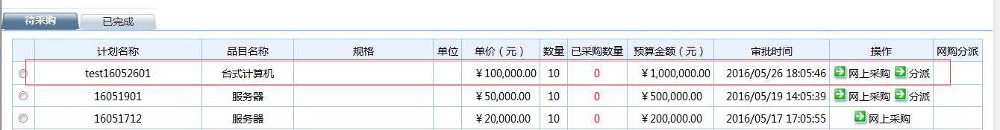 待采购 已完成
计划名称 品目名称 规格 单位 单价（元） 数量 已采购数量 预算金额（元） 审批时间 操作 网购分派
test16052601 台式计算机 ￥100,000.00 10 0 ￥1,000,000.00 2016/05/26 18:05:46 网上采购 分派
16051901 服务器 ￥50,000.00 10 0 ￥500,000.00 2016/05/19 14:05:39 网上采购 分派
16051712 服务器 ￥20,000.00 10 0 ￥200,000.00 2016/05/17 17:05:55 网上采购